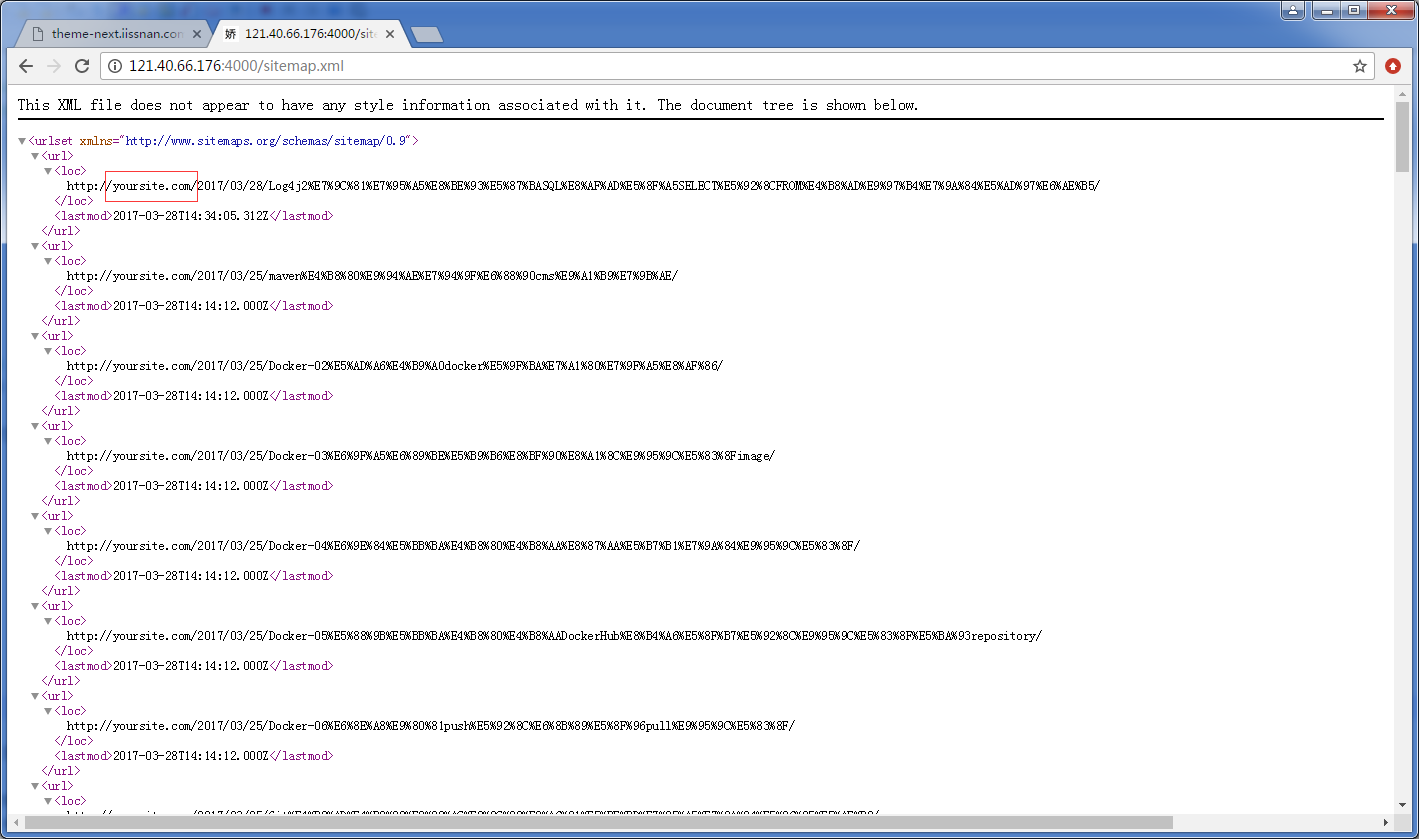 theme-next.iissnan.com
娇 121.40.66.176:4000/site
121.40.66.176:4000/sitemap.xml
This XML file does not appear to have any style information associated with it. The document tree is shown below.
<urlset xmlns="http://www.sitemaps.org/schemas/sitemap/0.9">
<url>
<loc>
http://yoursite.com/2017/03/28/Log4j2%E7%9C%81%E7%95%A5%E8%BE%93%E5%87%BASQL%E8%AF%AD%E5%8F%A5SELECT%E5%92%8CFROM%E4%B8%AD%E9%97%B4%E7%9A%84%E5%AD%97%E6%AE%B5/
</loc>
<lastmod>2017-03-28T14:34:05.312Z</lastmod>
</url>
<url>
<loc>
http://yoursite.com/2017/03/25/maven%E4%B8%80%E9%94%AE%E7%94%9F%E6%88%90cms%E9%A1%B9%E7%9B%AE/
</loc>
<lastmod>2017-03-28T14:14:12.000Z</lastmod>
</url>
<url>
<loc>
http://yoursite.com/2017/03/25/Docker-02%E5%AD%A6%E4%B9%A0docker%E5%9F%BA%E7%A1%80%E7%9F%A5%E8%AF%86/
</loc>
<lastmod>2017-03-28T14:14:12.000Z</lastmod>
</url>
<url>
<loc>
http://yoursite.com/2017/03/25/Docker-03%E6%9F%A5%E6%89%BE%E5%B9%B6%E8%BF%90%E8%A1%8C%E9%95%9C%E5%83%8Fimage/
</loc>
<lastmod>2017-03-28T14:14:12.000Z</lastmod>
</url>
<url>
<loc>
http://yoursite.com/2017/03/25/Docker-04%E6%9E%84%E5%BB%BA%E4%B8%80%E4%B8%AA%E8%87%AA%E5%B7%B1%E7%9A%84%E9%95%9C%E5%83%8F/
</loc>
<lastmod>2017-03-28T14:14:12.000Z</lastmod>
</url>
<url>
<loc>
http://yoursite.com/2017/03/25/Docker-05%E5%88%9B%E5%BB%BA%E4%B8%80%E4%B8%AADockerHub%E8%B4%A6%E5%8F%B7%E5%92%8C%E9%95%9C%E5%83%8F%E5%BA%93repository/
</loc>
<lastmod>2017-03-28T14:14:12.000Z</lastmod>
</url>
<url>
<loc>
http://yoursite.com/2017/03/25/Docker-06%E6%8E%A8%E9%80%81push%E5%92%8C%E6%8B%89%E5%8F%96pull%E9%95%9C%E5%83%8F/
</loc>
<lastmod>2017-03-28T14:14:12.000Z</lastmod>
</url>
<url>
<loc>